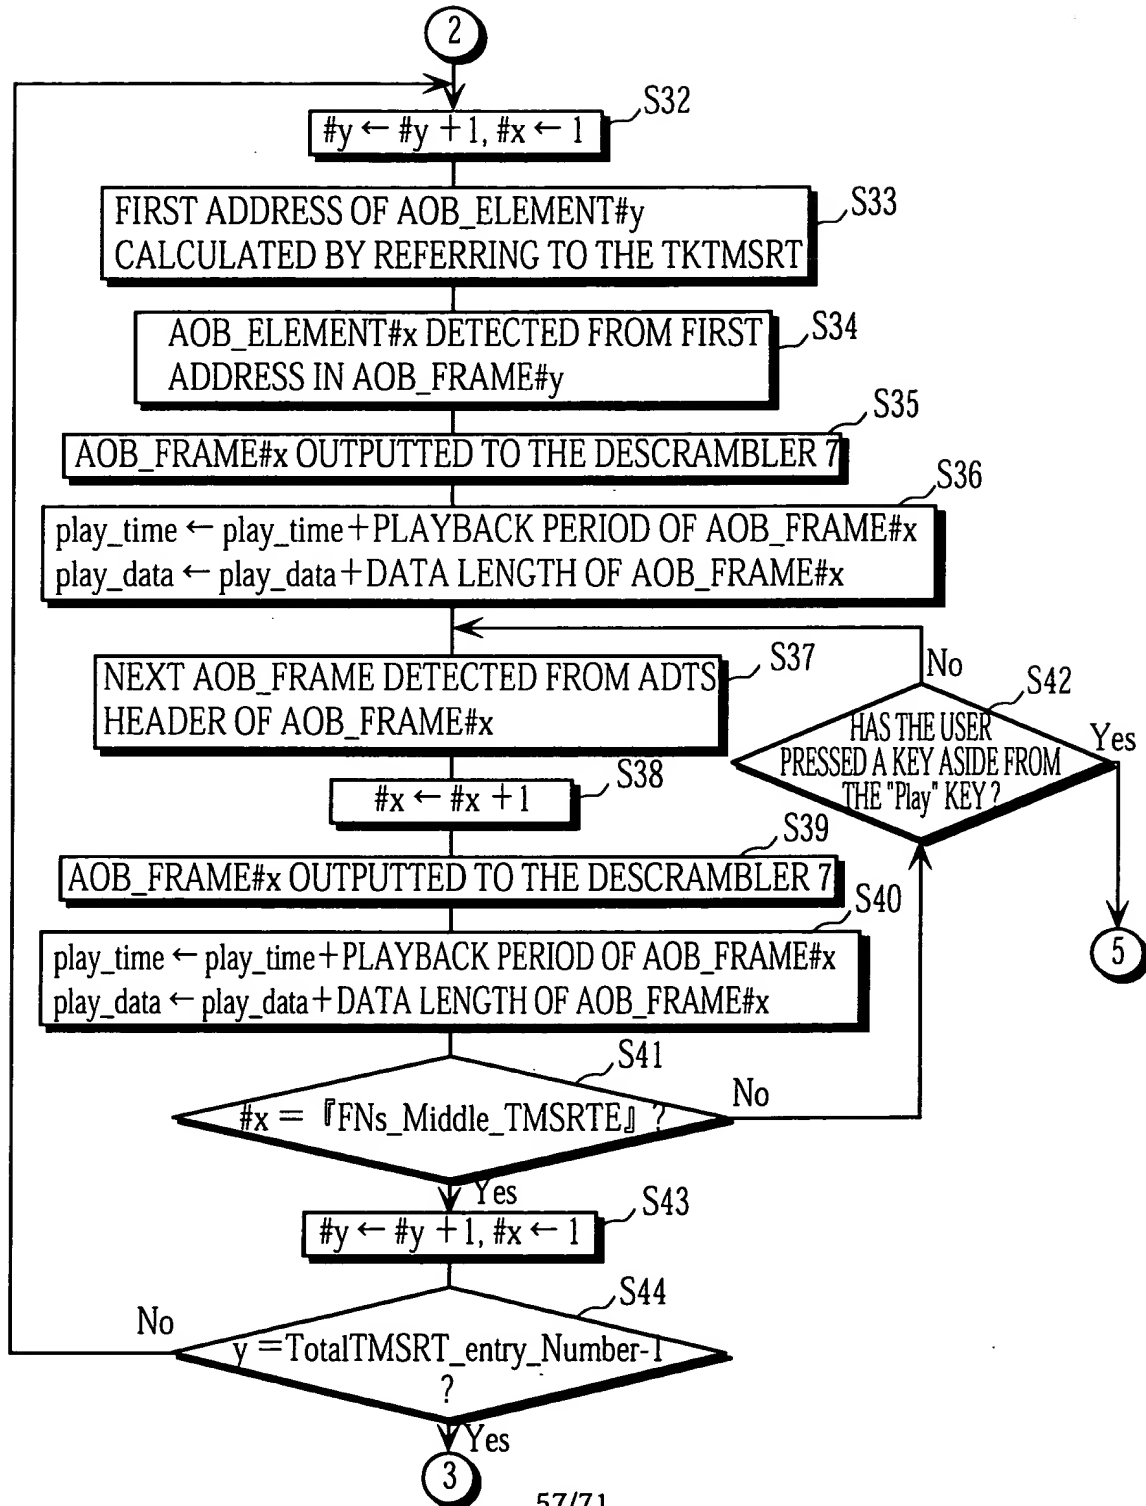 2
S32
#y ← #y + 1, #x ← 1
S33
FIRST ADDRESS OF AOB_ELEMENT#y
CALCULATED BY REFERRING TO THE TKTMSRT
S34
AOB_ELEMENT#x DETECTED FROM FIRST
ADDRESS IN AOB_FRAME#y
S35
AOB_FRAME#x OUTPUTTED TO THE DESCRAMBLER 7
S36
play_time ← play_time+PLAYBACK PERIOD OF AOB_FRAME#x
play_data ← play_data+DATA LENGTH OF AOB_FRAME#x
S37
NEXT AOB_FRAME DETECTED FROM ADTS
HEADER OF AOB_FRAME#x
No
S42
HAS THE USER
PRESSED A KEY ASIDE FROM
THE "Play" KEY ?
Yes
S38
#x ← #x + 1
S39
AOB_FRAME#x OUTPUTTED TO THE DESCRAMBLER 7
S40
play_time ← play_time+PLAYBACK PERIOD OF AOB_FRAME#x
play_data ← play_data+DATA LENGTH OF AOB_FRAME#x
5
S41
#x = 『FNs_Middle_TMSRTE』 ?
No
Yes
S43
#y ← #y + 1, #x ← 1
S44
No
y =TotalTMSRT_entry_Number-1
?
Yes
3
57/71